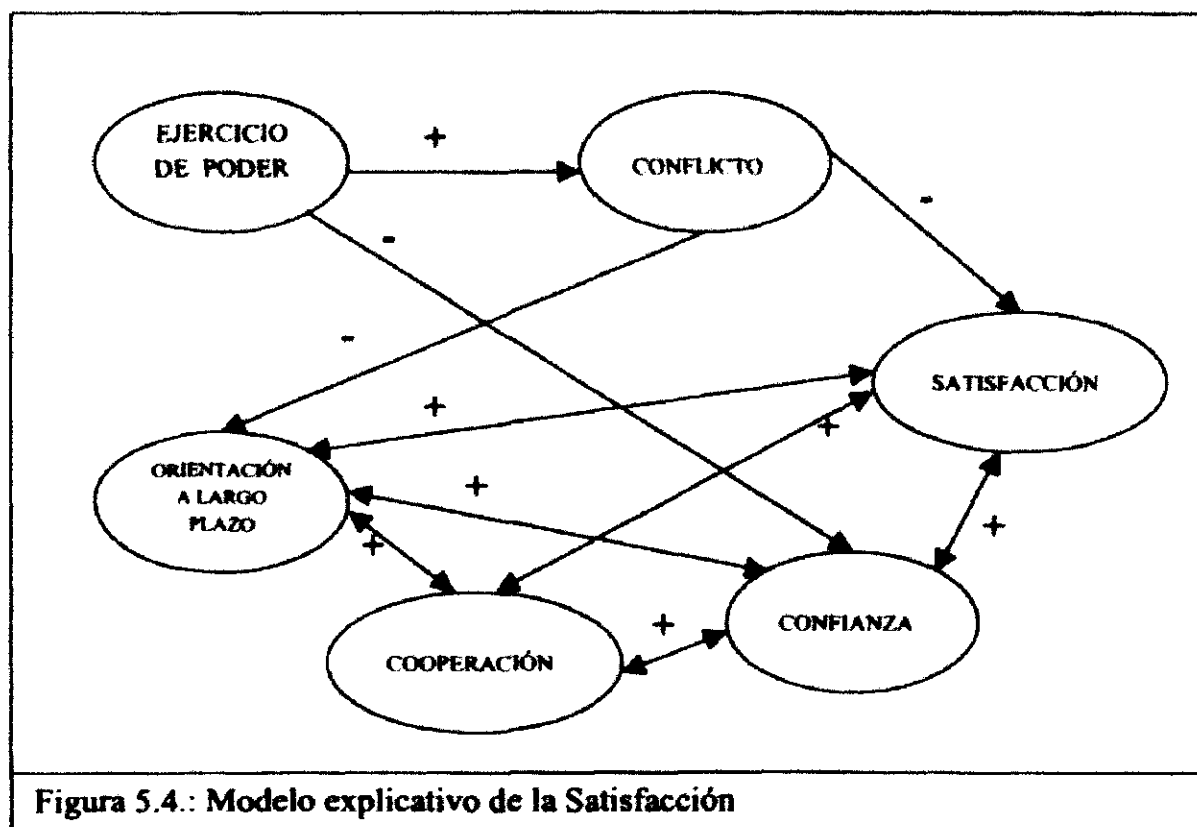 EJERCICIO
DE PODER
+
CONFLICTO
-
-
-
SATISFACCIÓN
+
+
ORIENTACIÓN
A LARGO
PLAZO
+
+
+
+
CONFIANZA
COOPERACIÓN
Figura 5.4.: Modelo explicativo de la Satisfacción